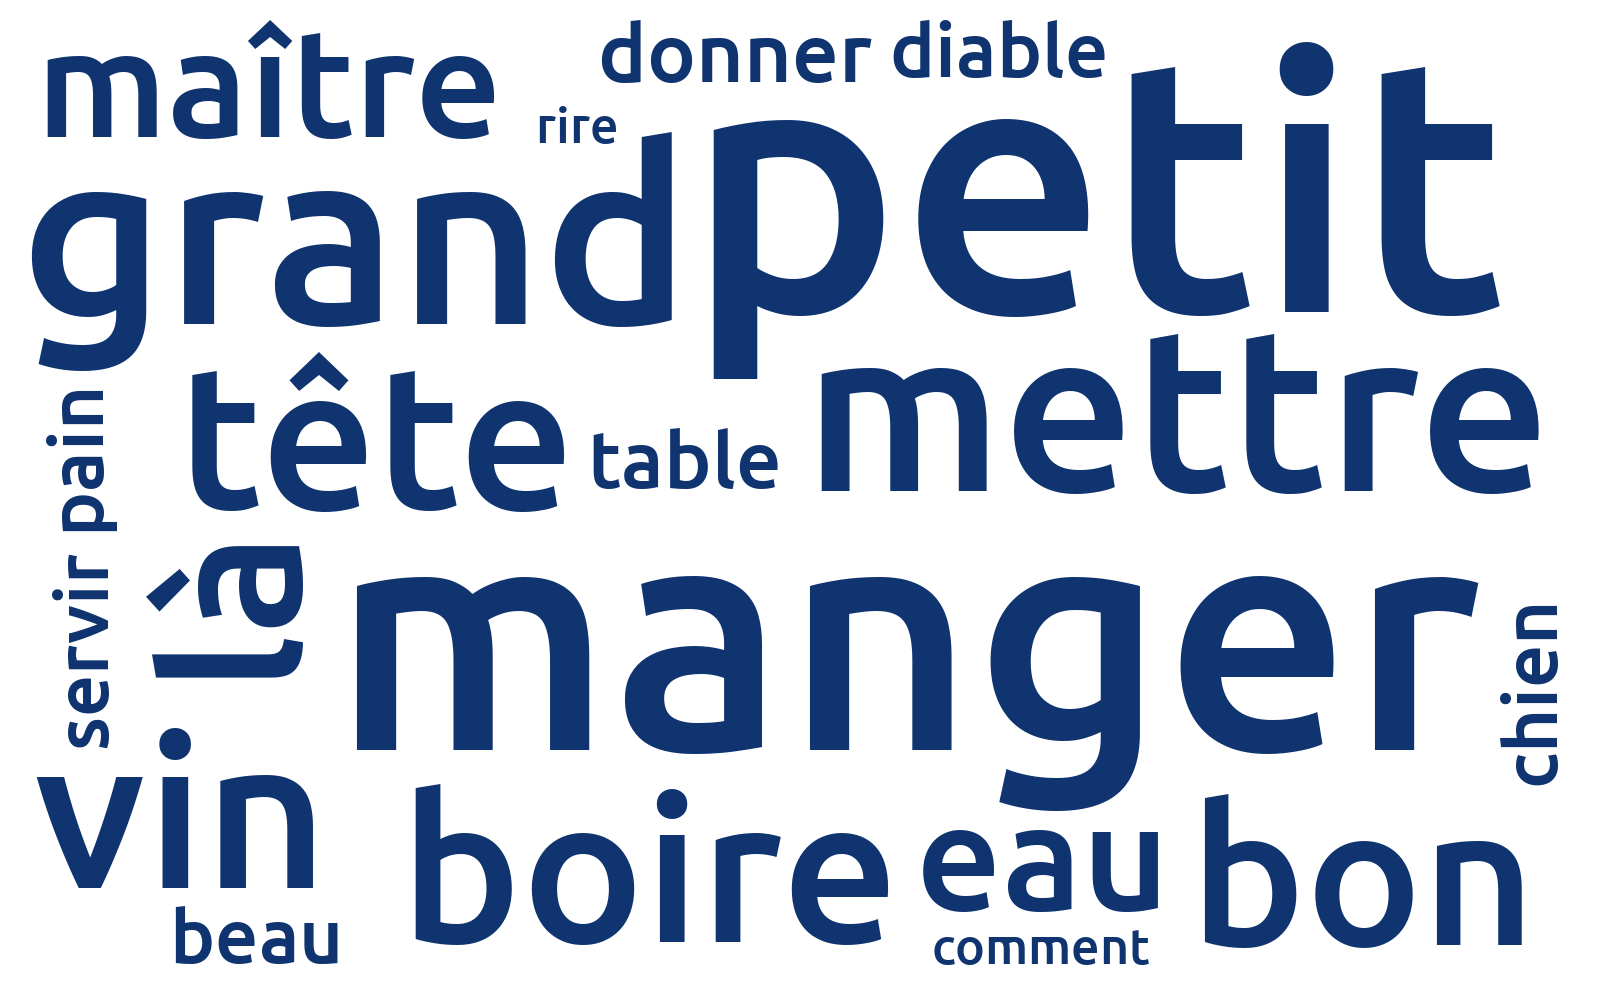 maître
donner
diable
rire
grand
petit
tête
table
mettre
pain
servir
là
manger
chien
vin
boire
eau
bon
beau
comment